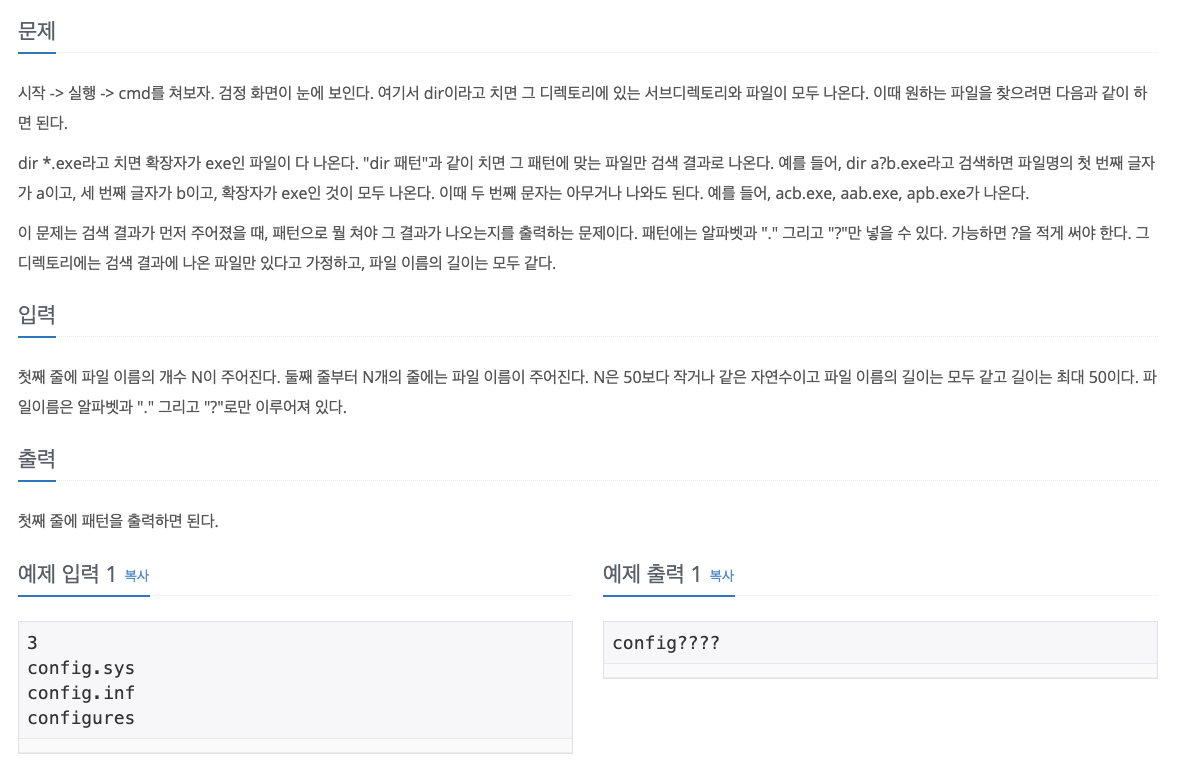 문제
시작 -> 실행 -> cmd를 쳐보자. 검정 화면이 눈에 보인다. 여기서 dir이라고 치면 그 디렉토리에 있는 서브디렉토리와 파일이 모두 나온다. 이때 원하는 파일을 찾으려면 다음과 같이 하
면 된다.
dir *.exe라고 치면 확장자가 exe인 파일이 다 나온다. "dir 패턴"과 같이 치면 그 패턴에 맞는 파일만 검색 결과로 나온다. 예를 들어, dir a?b.exe라고 검색하면 파일명의 첫 번째 글자
가 a이고, 세 번째 글자가 b이고, 확장자가 exe인 것이 모두 나온다. 이때 두 번째 문자는 아무거나 나와도 된다. 예를 들어, acb.exe, aab.exe, apb.exe가 나온다.
이 문제는 검색 결과가 먼저 주어졌을 때, 패턴으로 뭘 쳐야 그 결과가 나오는지를 출력하는 문제이다. 패턴에는 알파벳과 "." 그리고 "?"만 넣을 수 있다. 가능하면 ?을 적게 써야 한다. 그
디렉토리에는 검색 결과에 나온 파일만 있다고 가정하고, 파일 이름의 길이는 모두 같다.
입력
첫째 줄에 파일 이름의 개수 N이 주어진다. 둘째 줄부터 N개의 줄에는 파일 이름이 주어진다. N은 50보다 작거나 같은 자연수이고 파일 이름의 길이는 모두 같고 길이는 최대 50이다. 파
일이름은 알파벳과 "." 그리고 "?"로만 이루어져 있다.
출력
첫째 줄에 패턴을 출력하면 된다.
예제 입력 1 복사
3
config.sys
config.inf
configures
예제 출력 1 복사
config????